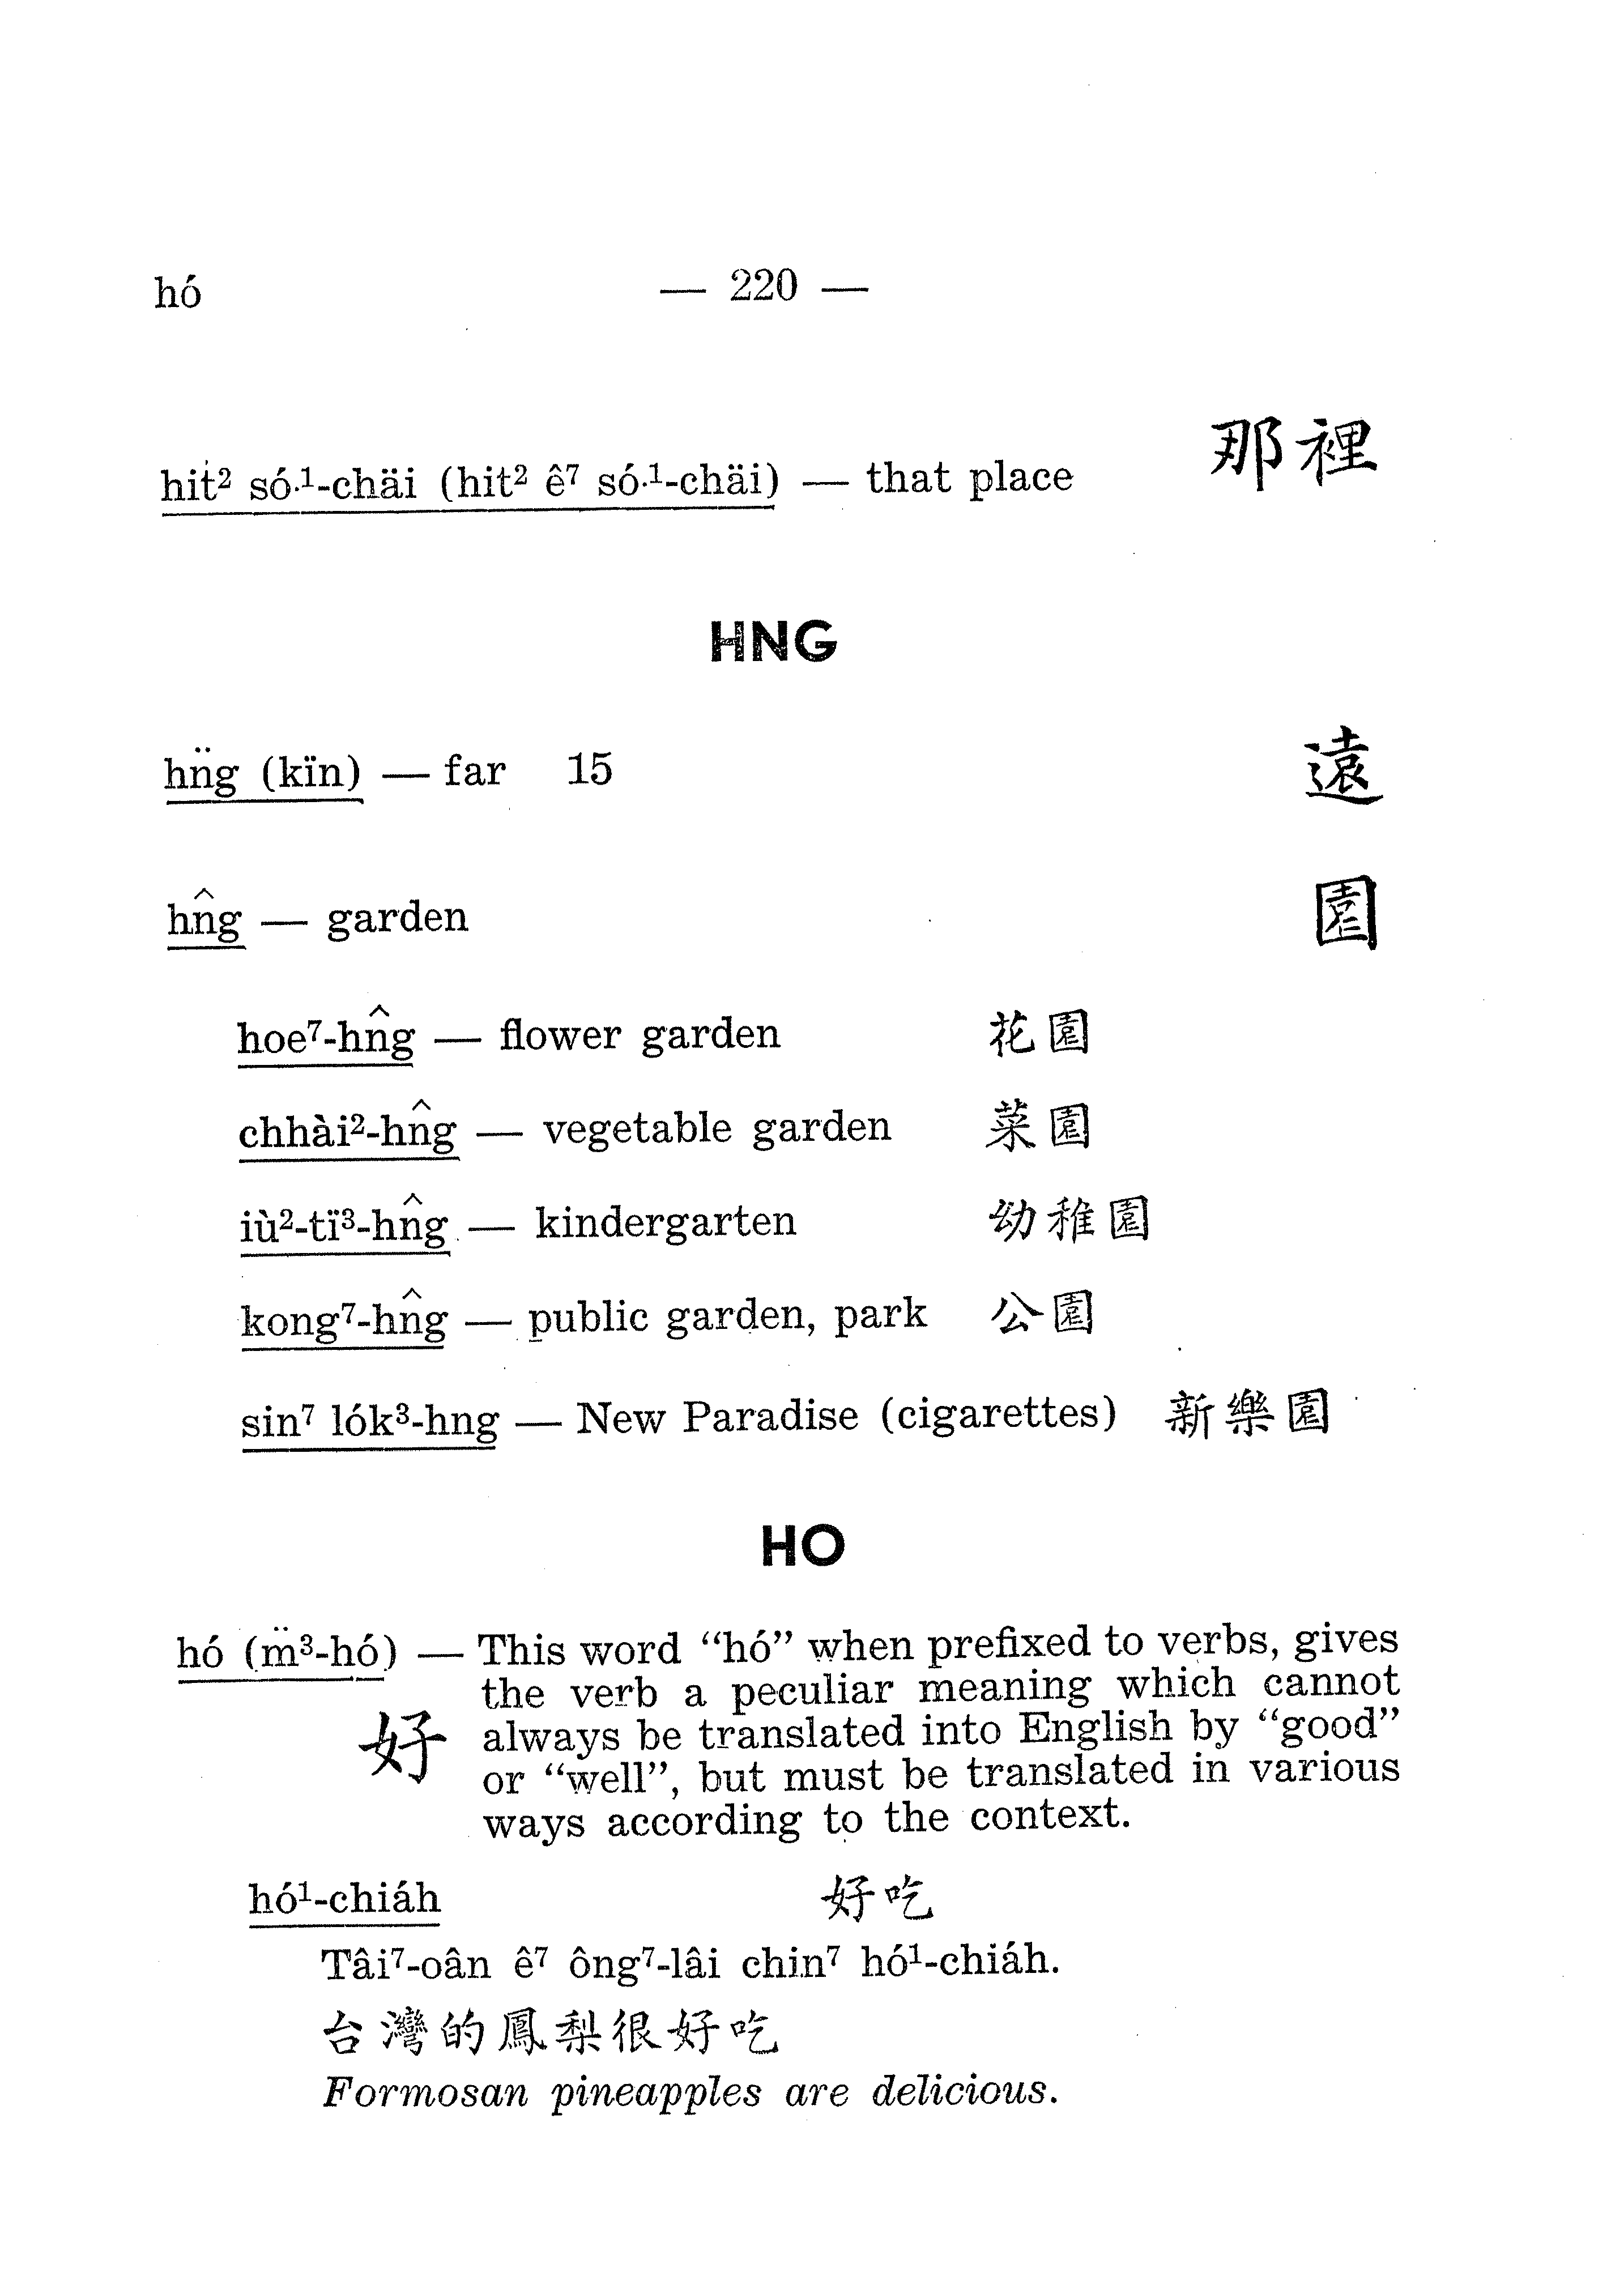 hó — 220 —
hit² só·¹-chäi (hit² ê⁷ só·¹-chäi) — that place 那裡
HNG
hn̈g (kïn) — far 15 遠
hn̂g — garden 園
hoe⁷-hn̂g — flower garden 花園
chhài²-hn̂g — vegetable garden 菜園
iù²-tï³-hn̂g — kindergarten 幼稚園
kong⁷-hn̂g — public garden, park 公園
sin⁷ lók³-hng — New Paradise (cigarettes) 新樂園
HO
hó (m̈³-hó) — This word “hó” when prefixed to verbs, gives
the verb a peculiar meaning which cannot
好 always be translated into English by “good”
or “well”, but must be translated in various
ways according to the context.
hó¹-chiáh 好吃
Tâi⁷-oân ê⁷ ông⁷-lâi chin⁷ hó¹-chiáh.
台灣的鳳梨很好吃
Formosan pineapples are delicious.